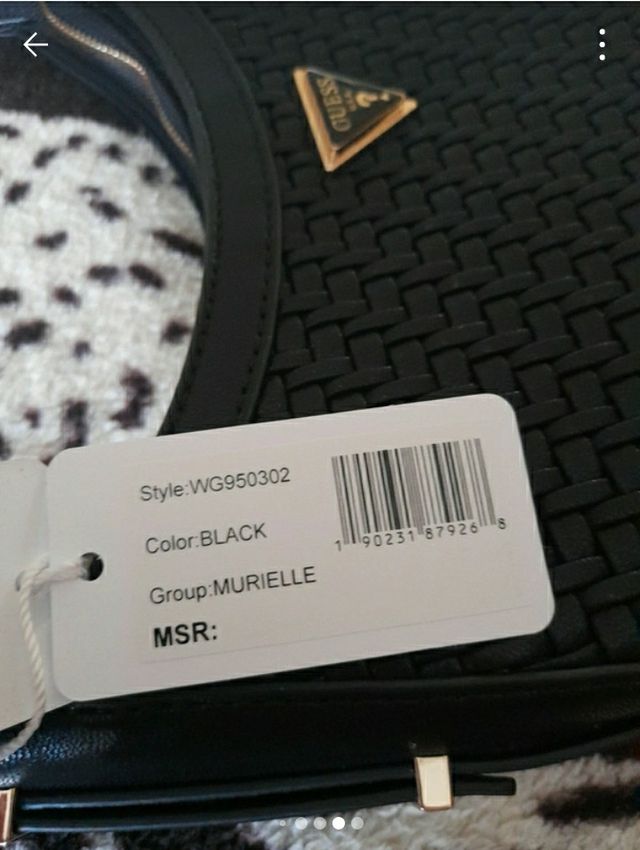 GUESS
Style:WG950302
Color:BLACK
Group:MURIELLE
MSR:
1 90231 87926 8